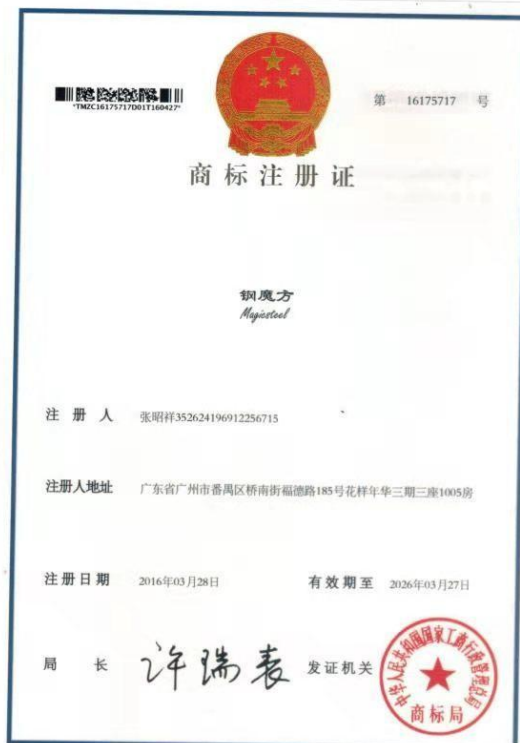 *TMZC16175717D01T160427*
第 16175717 号
商标注册证
钢魔方
Magicsteel
注 册 人 张昭祥352624196912256715
注册人地址 广东省广州市番禺区桥南街福德路185号花样年华三期三座1005房
注册日期 2016年03月28日 有效期至 2026年03月27日
局 长 许瑞表 发证机关
中华人民共和国国家工商行政管理总局
商标局